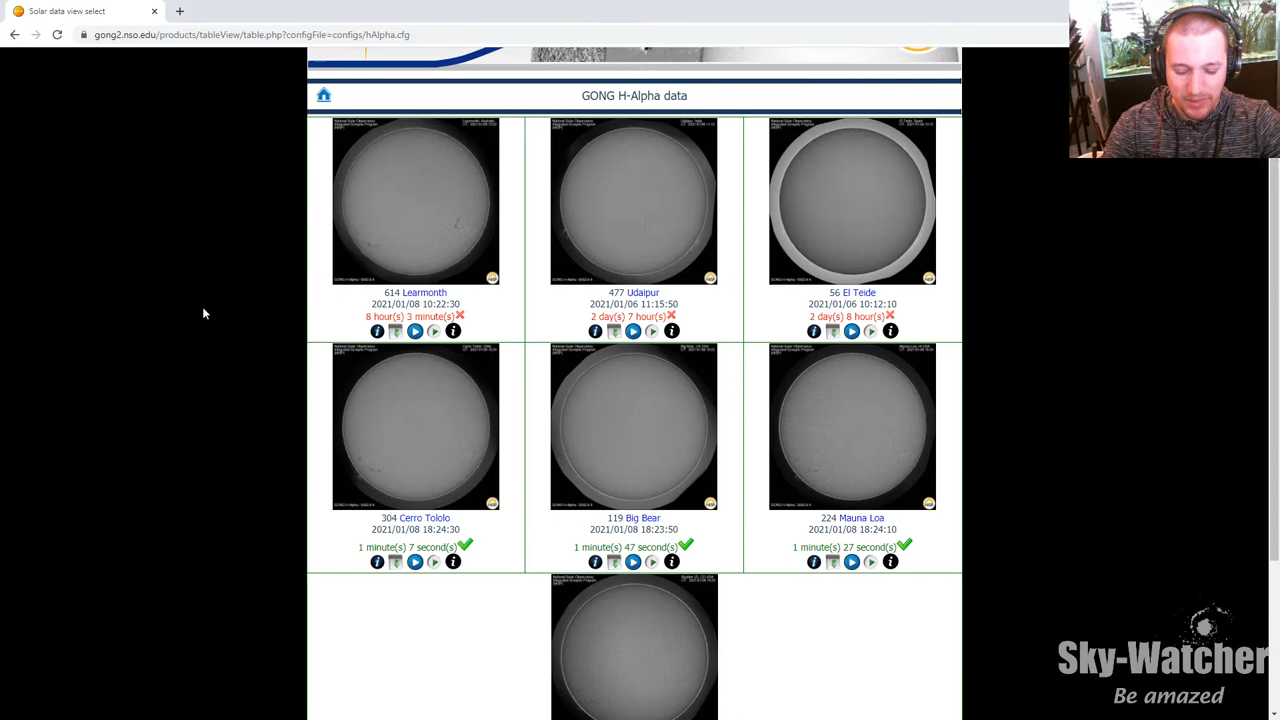 Solar data view select
gong2.nso.edu/products/tableView/table.php?configFile=configs/hAlpha.cfg
GONG H-Alpha data
614 Learmonth
2021/01/08 10:22:30
8 hour(s) 3 minute(s)
477 Udaipur
2021/01/06 11:15:50
2 day(s) 7 hour(s)
56 El Teide
2021/01/06 10:12:10
2 day(s) 8 hour(s)
304 Cerro Tololo
2021/01/08 18:24:30
1 minute(s) 7 second(s)
119 Big Bear
2021/01/08 18:23:50
1 minute(s) 47 second(s)
224 Mauna Loa
2021/01/08 18:24:10
1 minute(s) 27 second(s)
Sky-Watcher
Be amazed